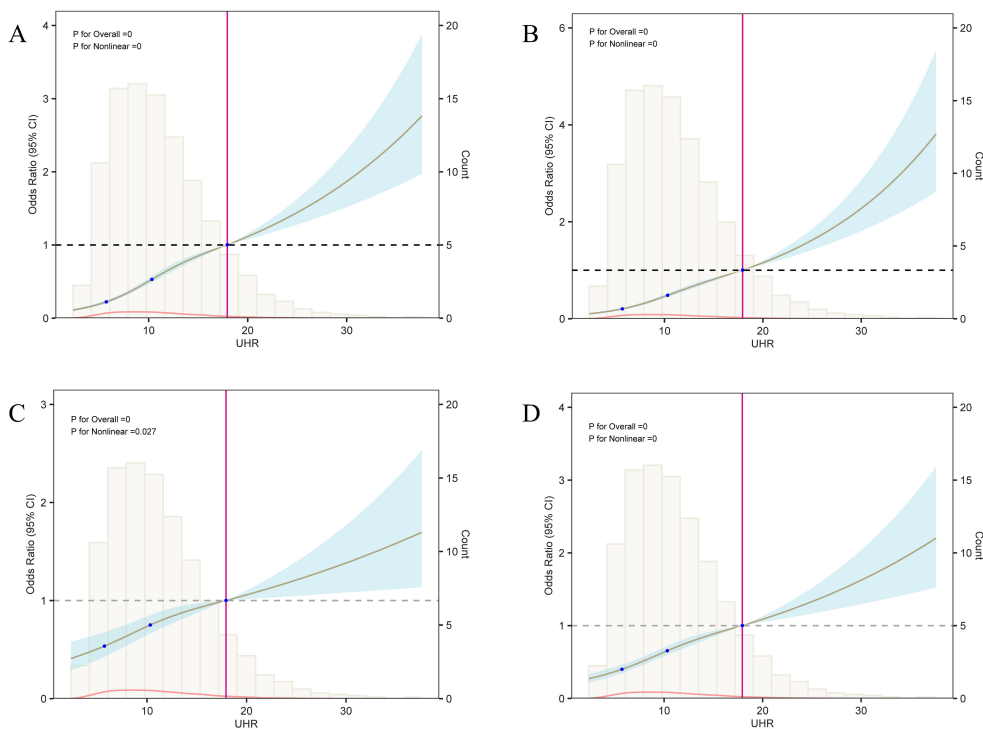 A
P for Overall =0
P for Nonlinear =0
Odds Ratio (95% CI)
4
3
2
1
0
20
15
10
5
0
Count
10
20
30
UHR
B
P for Overall =0
P for Nonlinear =0
Odds Ratio (95% CI)
6
4
2
0
20
15
10
5
0
Count
10
20
30
UHR
C
P for Overall =0
P for Nonlinear =0.027
Odds Ratio (95% CI)
3
2
1
0
20
15
10
5
0
Count
10
20
30
UHR
D
P for Overall =0
P for Nonlinear =0
Odds Ratio (95% CI)
4
3
2
1
0
20
15
10
5
0
Count
10
20
30
UHR